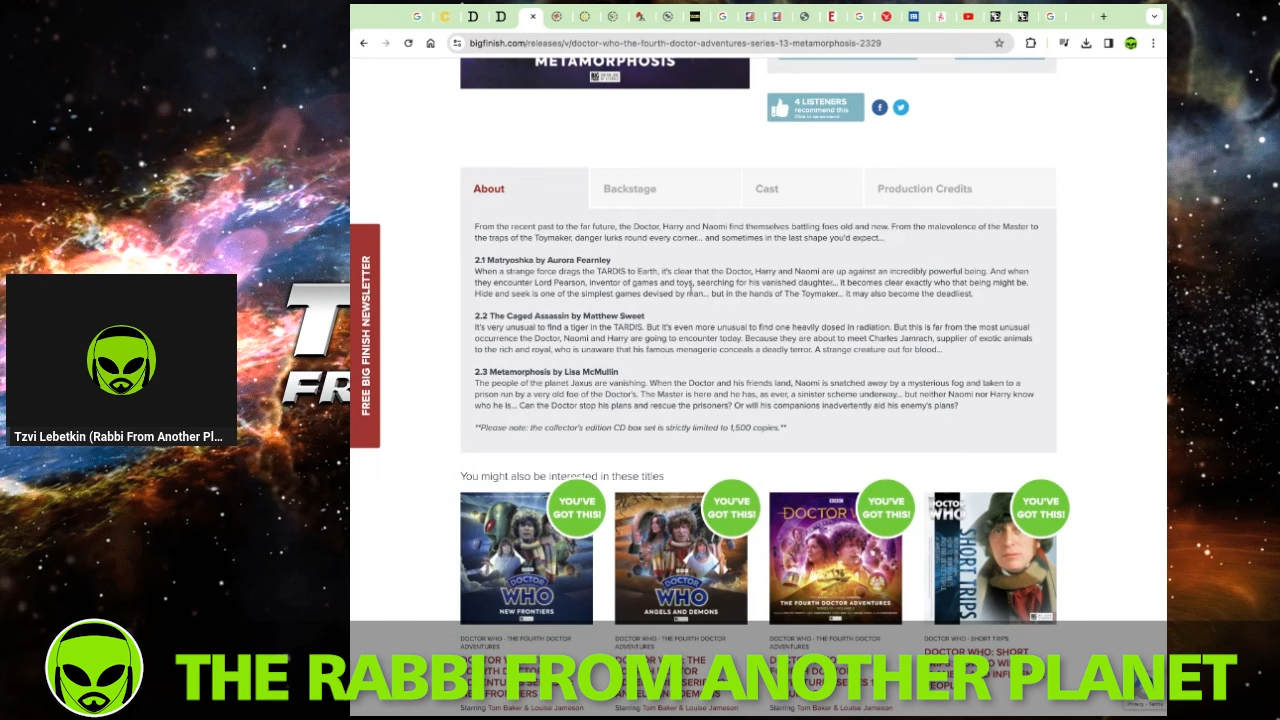 bigfinish.com/releases/v/doctor-who-the-fourth-doctor-adventures-series-13-metamorphosis-2329
METAMORPHOSIS
4 LISTENERS
recommend this
Click to recommend
About Backstage Cast Production Credits
From the recent past to the far future, the Doctor, Harry and Naomi find themselves battling foes old and new. From the malevolence of the Master to
the traps of the Toymaker, danger lurks round every corner... and sometimes in the last shape you'd expect...
2.1 Matryoshka by Aurora Fearnley
When a strange force drags the TARDIS to Earth, it's clear that the Doctor, Harry and Naomi are up against an incredibly powerful being. And when
they encounter Lord Pearson, inventor of games and toys, searching for his vanished daughter... It becomes clear exactly who that being might be.
Hide and seek is one of the simplest games devised by man... but in the hands of The Toymaker... It may also become the deadliest.
2.2 The Caged Assassin by Matthew Sweet
It's very unusual to find a tiger in the TARDIS. But it's even more unusual to find one heavily dosed in radiation. But this is far from the most unusual
occurrence the Doctor, Naomi and Harry are going to encounter today. Because they are about to meet Charles Jamrach, supplier of exotic animals
to the rich and royal, who is unaware that his famous menagerie conceals a deadly terror. A strange creature out for blood...
2.3 Metamorphosis by Lisa McMullin
The people of the planet Jaxus are vanishing. When the Doctor and his friends land, Naomi is snatched away by a mysterious fog and taken to a
prison run by a very old foe of the Doctor's. The Master is here and he has, as ever, a sinister scheme underway... but neither Naomi nor Harry know
who he is... Can the Doctor stop his plans and rescue the prisoners? Or will his companions inadvertently aid his enemy's plans?
**Please note: the collector's edition CD box set is strictly limited to 1,500 copies.**
FREE BIG FINISH NEWSLETTER
Tzvi Lebetkin (Rabbi From Another Pl...
T
FR
You might also be interested in these titles
YOU'VE GOT THIS! YOU'VE GOT THIS! YOU'VE GOT THIS! YOU'VE GOT THIS!
DOCTOR WHO
NEW FRONTIERS
DOCTOR WHO
ANGELS AND DEMONS
DOCTOR W
THE FOURTH DOCTOR ADVENTURES
DOCTOR WHO
SHORT TRIPS
DOCTOR WHO - THE FOURTH DOCTOR
ADVENTURES
DOCTOR WHO - THE FOURTH DOCTOR
ADVENTURES
DOCTOR WHO - THE FOURTH DOCTOR
ADVENTURES
DOCTOR WHO - SHORT TRIPS
THE RABBI FROM ANOTHER PLANET
Starring Tom Baker & Louise Jameson
Starring Tom Baker & Louise Jameson
Starring Tom Baker & Louise Jameson
Privacy - Terms